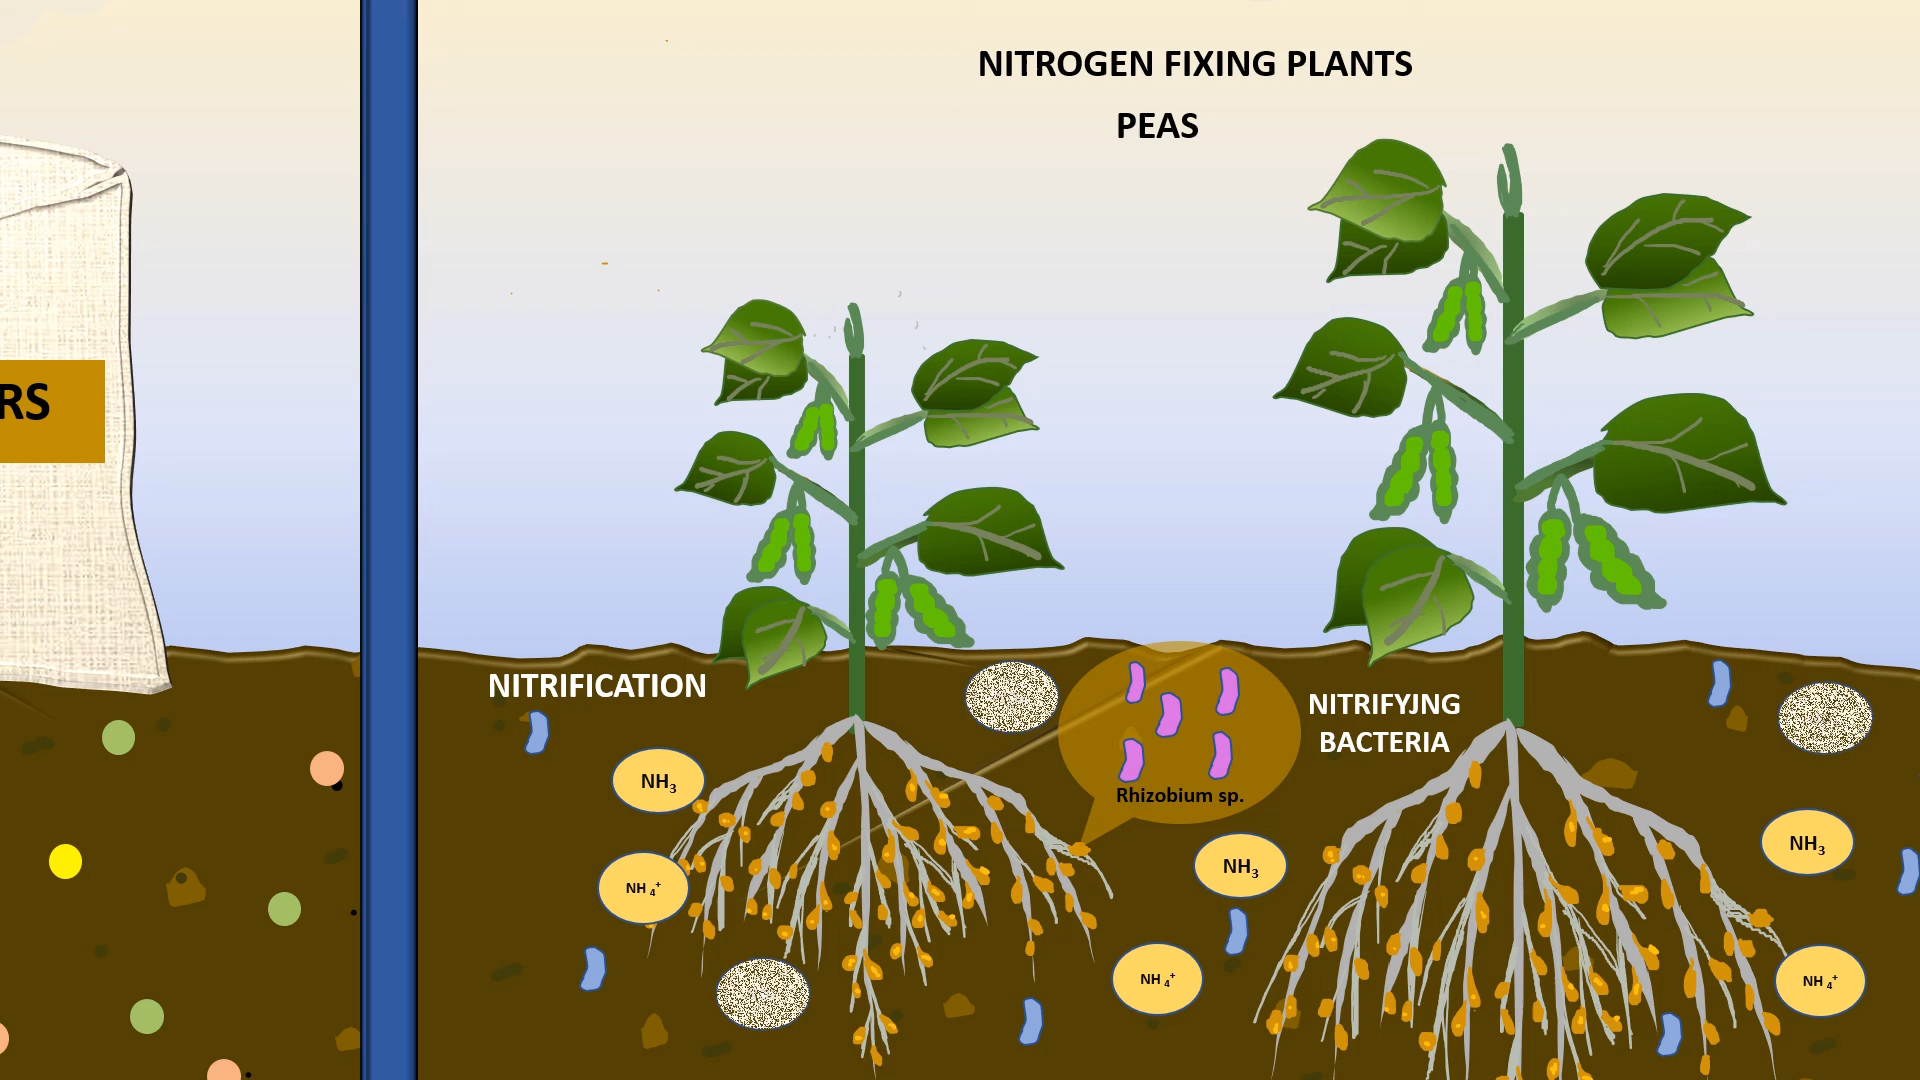 NITROGEN FIXING PLANTS
PEAS
RS
NITRIFICATION
NITRIFYJNG
BACTERIA
NH3
Rhizobium sp.
NH3
NH3
NH4+
NH4+
NH4+